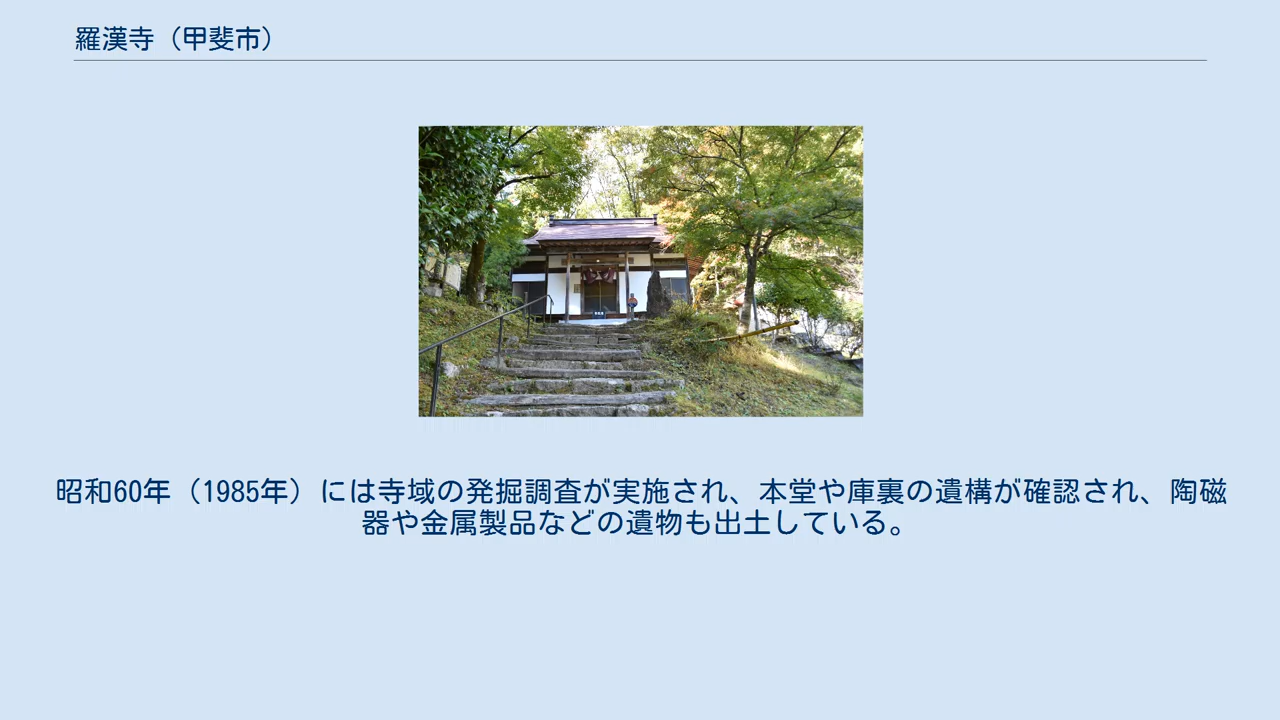 羅漢寺（甲斐市）
昭和60年（1985年）には寺域の発掘調査が実施され、本堂や庫裏の遺構が確認され、陶磁
器や金属製品などの遺物も出土している。